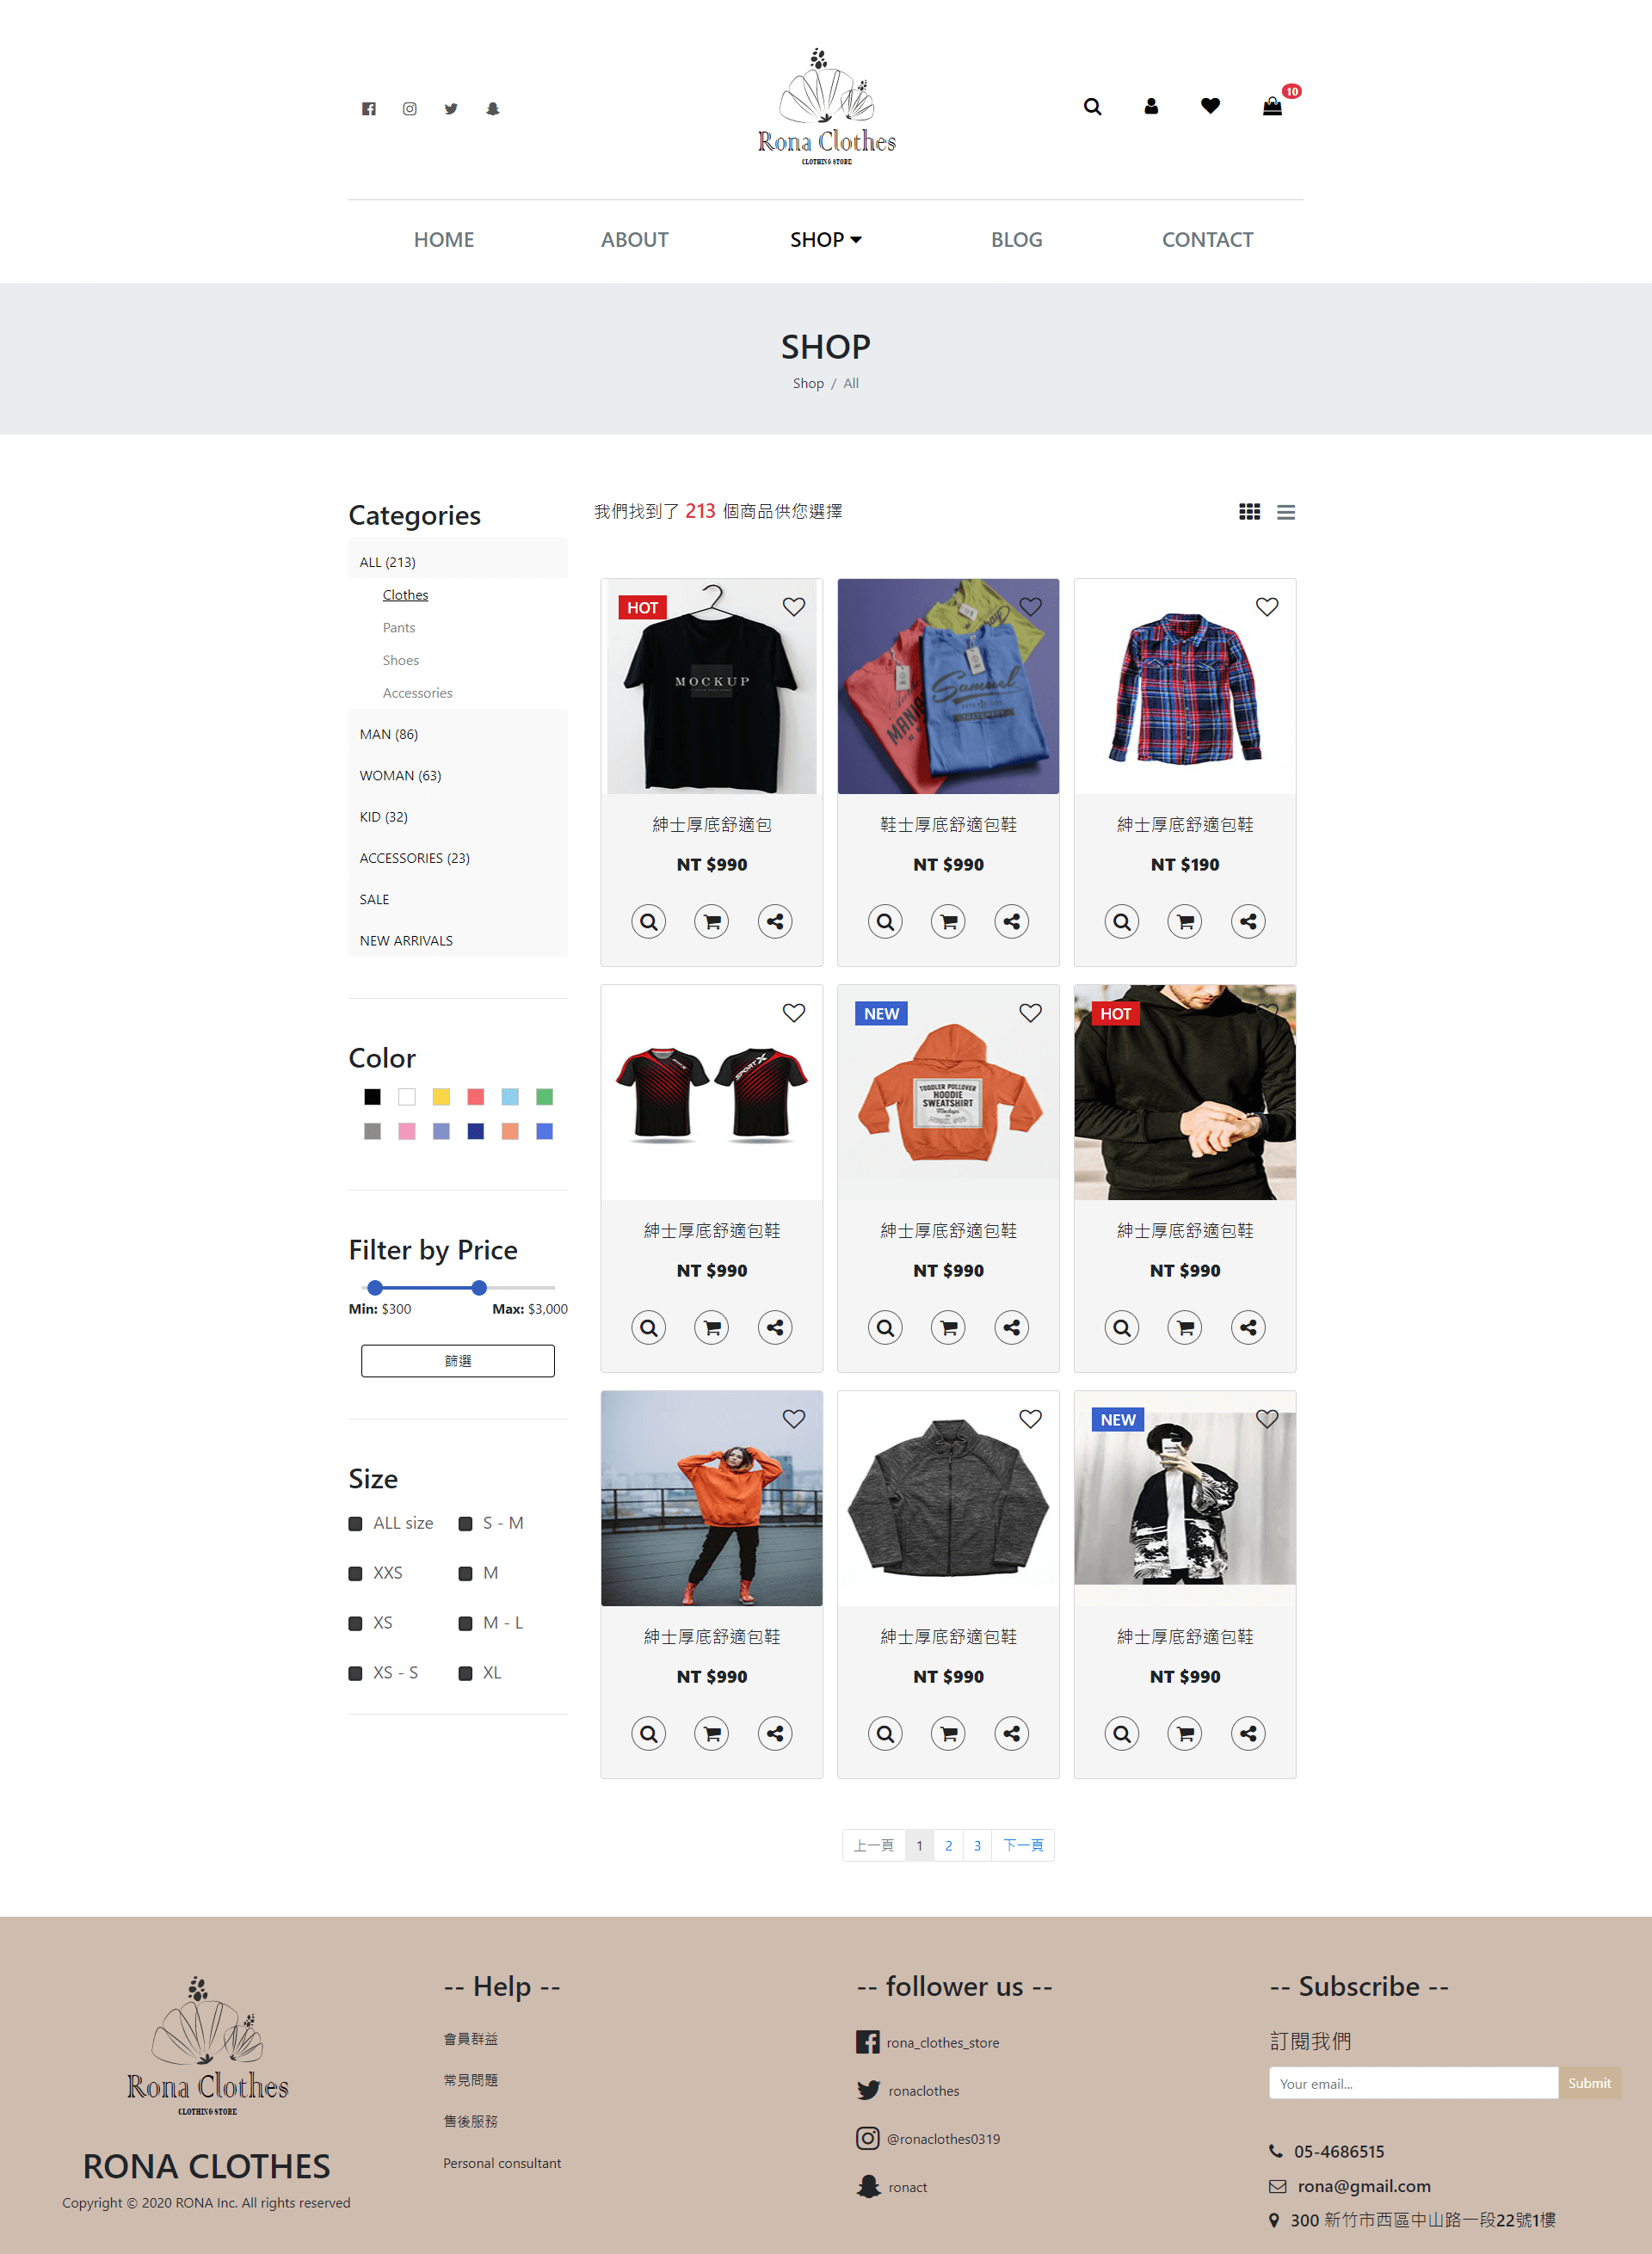 Rona Clothes
CLOTHING STORE
10
HOME
ABOUT
SHOP
BLOG
CONTACT
SHOP
Shop / All
Categories
ALL (213)
Clothes
Pants
Shoes
Accessories
MAN (86)
WOMAN (63)
KID (32)
ACCESSORIES (23)
SALE
NEW ARRIVALS
Color
Filter by Price
Min: $300
Max: $3,000
篩選
Size
ALL size
S - M
XXS
M
XS
M - L
XS - S
XL
我們找到了 213 個商品供您選擇
HOT
MOCKUP
紳士厚底舒適包
NT $990
MANIA
Samuel
鞋士厚底舒適包鞋
NT $990
紳士厚底舒適包鞋
NT $190
SPORT X
紳士厚底舒適包鞋
NT $990
NEW
TODDLER PULLOVER
HOODIE
SWEATSHIRT
Mockups
紳士厚底舒適包鞋
NT $990
HOT
紳士厚底舒適包鞋
NT $990
紳士厚底舒適包鞋
NT $990
紳士厚底舒適包鞋
NT $990
NEW
紳士厚底舒適包鞋
NT $990
上一頁
1
2
3
下一頁
Rona Clothes
CLOTHING STORE
RONA CLOTHES
Copyright © 2020 RONA Inc. All rights reserved
-- Help --
會員群益
常見問題
售後服務
Personal consultant
-- follower us --
rona_clothes_store
ronaclothes
@ronaclothes0319
ronact
-- Subscribe --
訂閱我們
Your email...
Submit
05-4686515
rona@gmail.com
300 新竹市西區中山路一段22號1樓